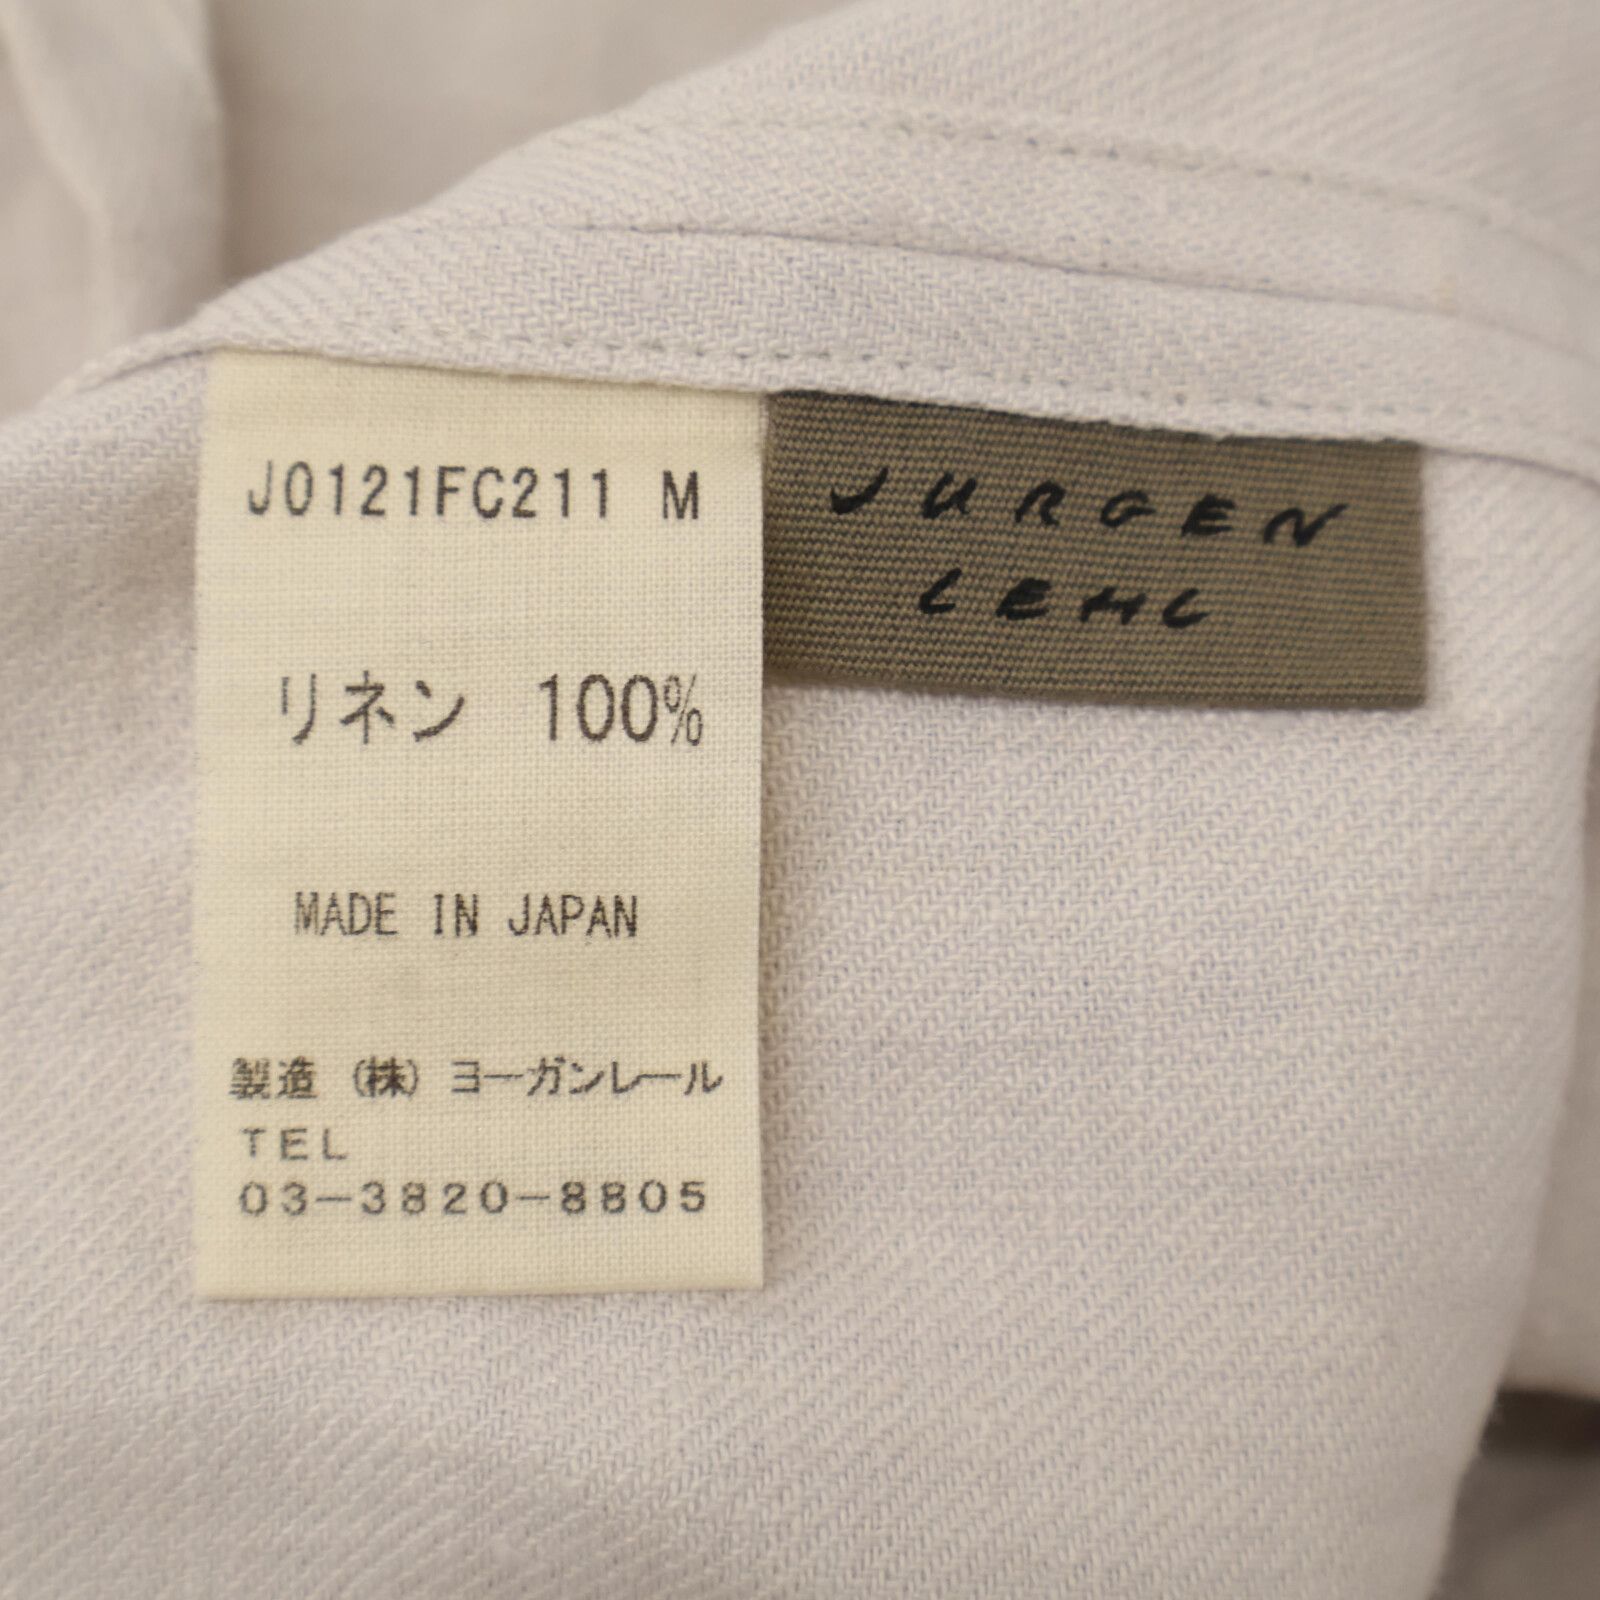 J0121FC211 M
リネン 100%
MADE IN JAPAN
製造 (株) ヨーガンレール
TEL
03-3820-8805
JURGEN
LEHL